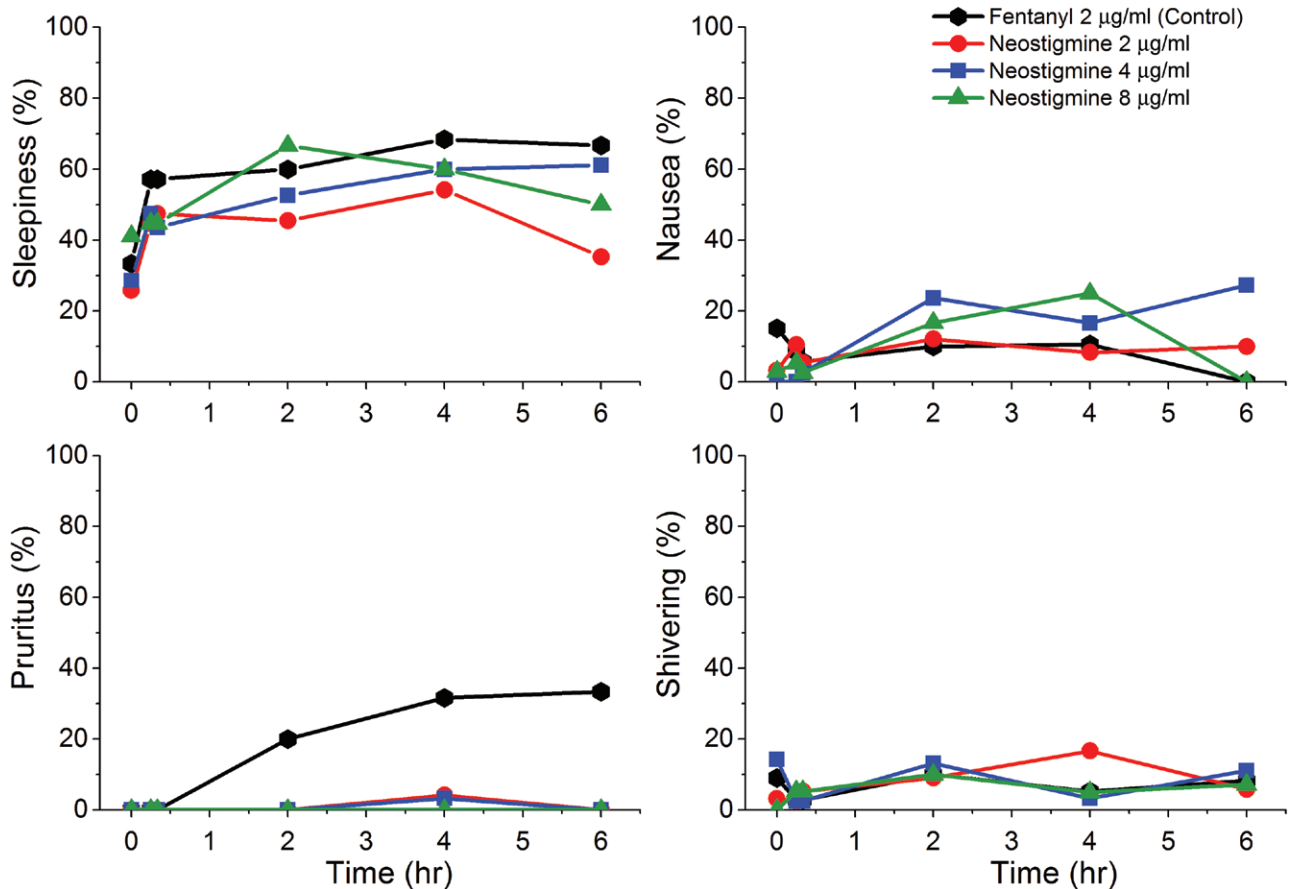 Fentanyl 2 μg/ml (Control)
Neostigmine 2 μg/ml
Neostigmine 4 μg/ml
Neostigmine 8 μg/ml
Sleepiness (%)
100
80
60
40
20
0
0 1 2 3 4 5 6
Nausea (%)
100
80
60
40
20
0
0 1 2 3 4 5 6
Pruritus (%)
100
80
60
40
20
0
0 1 2 3 4 5 6
Time (hr)
Shivering (%)
100
80
60
40
20
0
0 1 2 3 4 5 6
Time (hr)